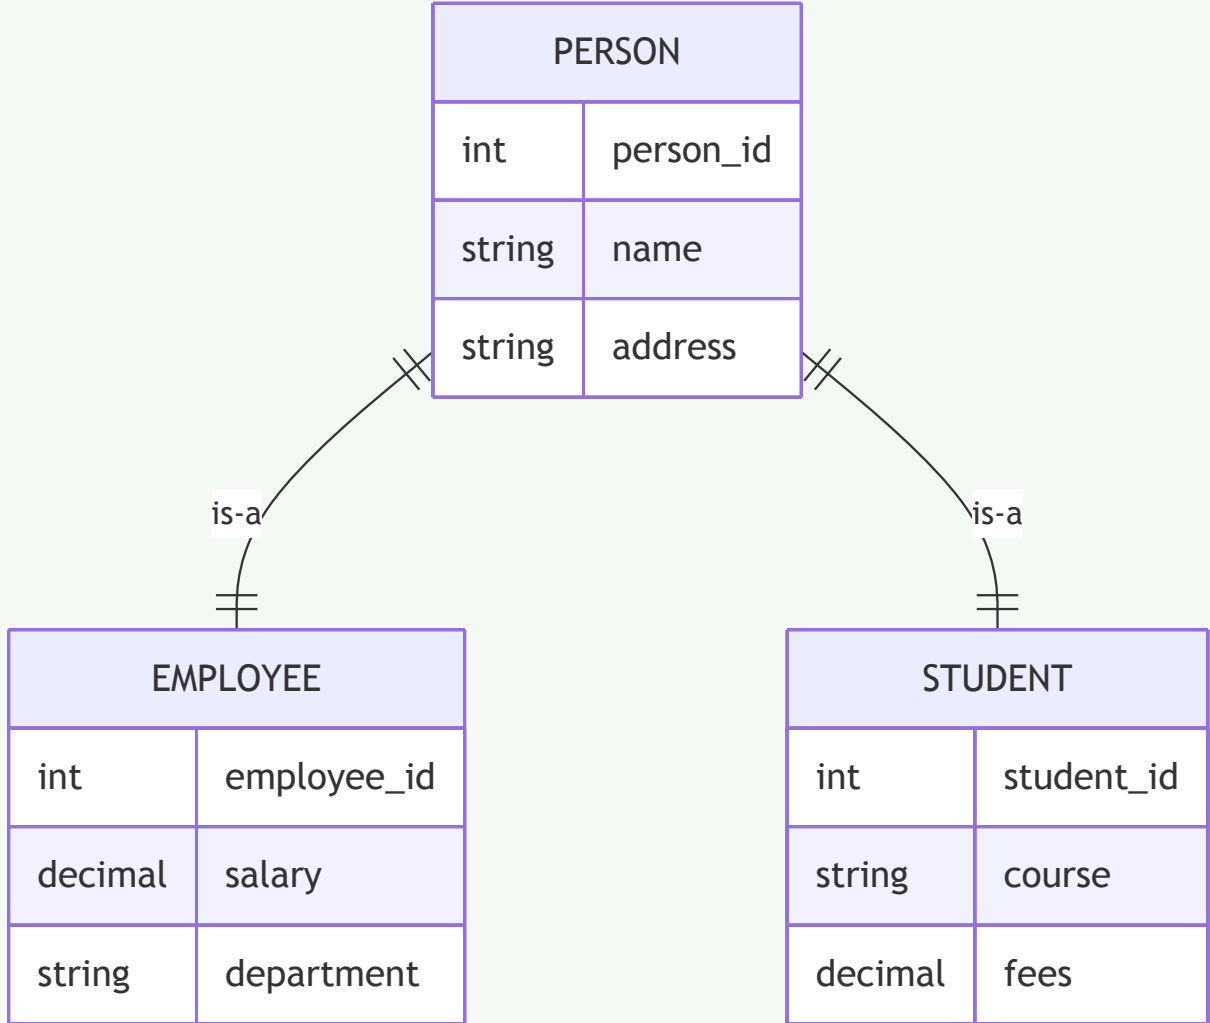 PERSON
int person_id
string name
string address
is-a is-a
EMPLOYEE
int employee_id
decimal salary
string department
STUDENT
int student_id
string course
decimal fees